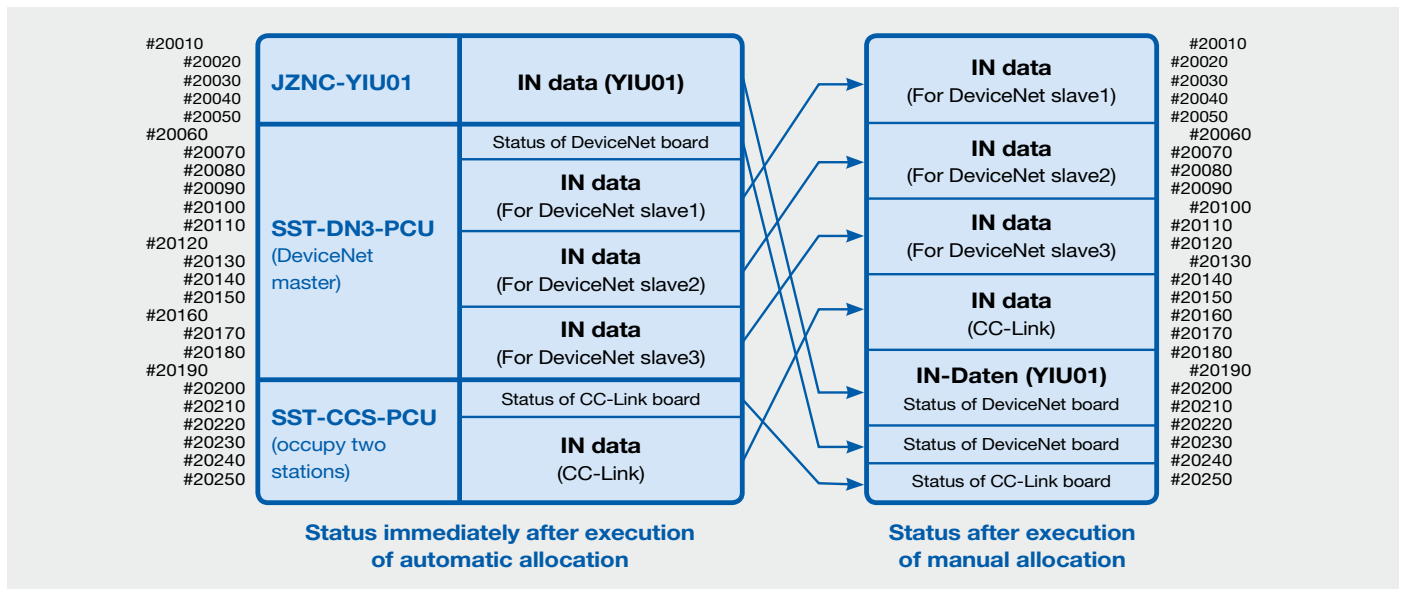 #20010
#20020
#20030
#20040
#20050
#20060
#20070
#20080
#20090
#20100
#20110
#20120
#20130
#20140
#20150
#20160
#20170
#20180
#20190
#20200
#20210
#20220
#20230
#20240
#20250
JZNC-YIU01
IN data (YIU01)
SST-DN3-PCU
(DeviceNet
master)
Status of DeviceNet board
IN data
(For DeviceNet slave1)
IN data
(For DeviceNet slave2)
IN data
(For DeviceNet slave3)
SST-CCS-PCU
(occupy two
stations)
Status of CC-Link board
IN data
(CC-Link)
Status immediately after execution
of automatic allocation
IN data
(For DeviceNet slave1)
IN data
(For DeviceNet slave2)
IN data
(For DeviceNet slave3)
IN data
(CC-Link)
IN-Daten (YIU01)
Status of DeviceNet board
Status of DeviceNet board
Status of CC-Link board
#20010
#20020
#20030
#20040
#20050
#20060
#20070
#20080
#20090
#20100
#20110
#20120
#20130
#20140
#20150
#20160
#20170
#20180
#20190
#20200
#20210
#20220
#20230
#20240
#20250
Status after execution
of manual allocation